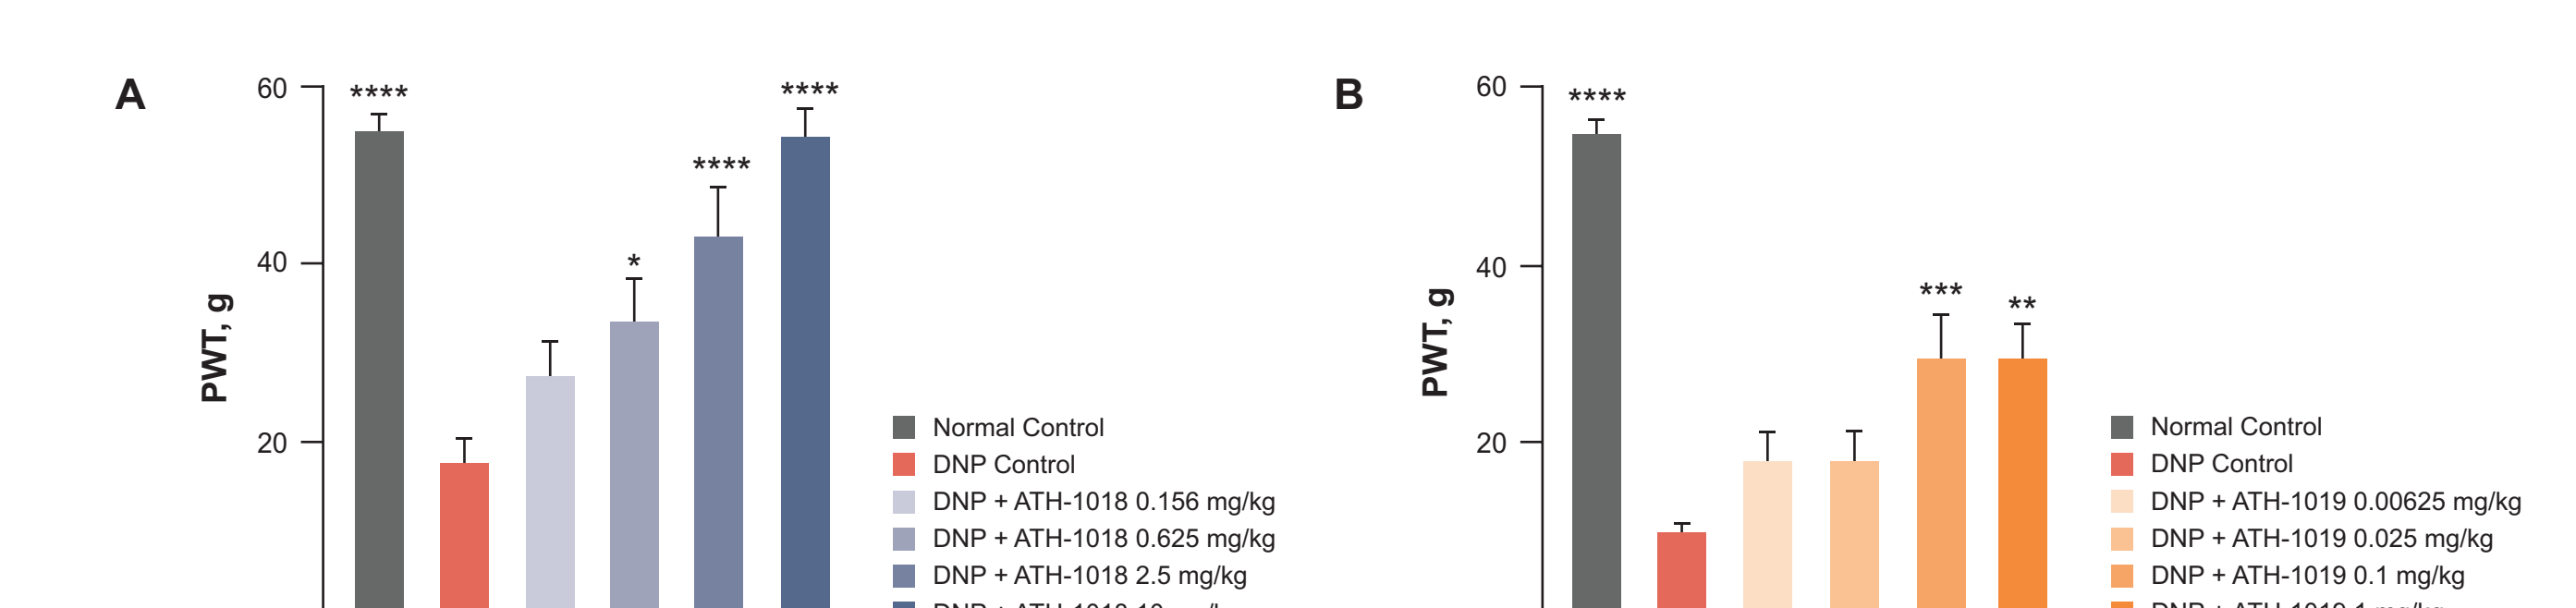 A
60
****
****
****
*
40
PWT, g
20
Normal Control
DNP Control
DNP + ATH-1018 0.156 mg/kg
DNP + ATH-1018 0.625 mg/kg
DNP + ATH-1018 2.5 mg/kg
B
60
****
40
***
**
PWT, g
20
Normal Control
DNP Control
DNP + ATH-1019 0.00625 mg/kg
DNP + ATH-1019 0.025 mg/kg
DNP + ATH-1019 0.1 mg/kg